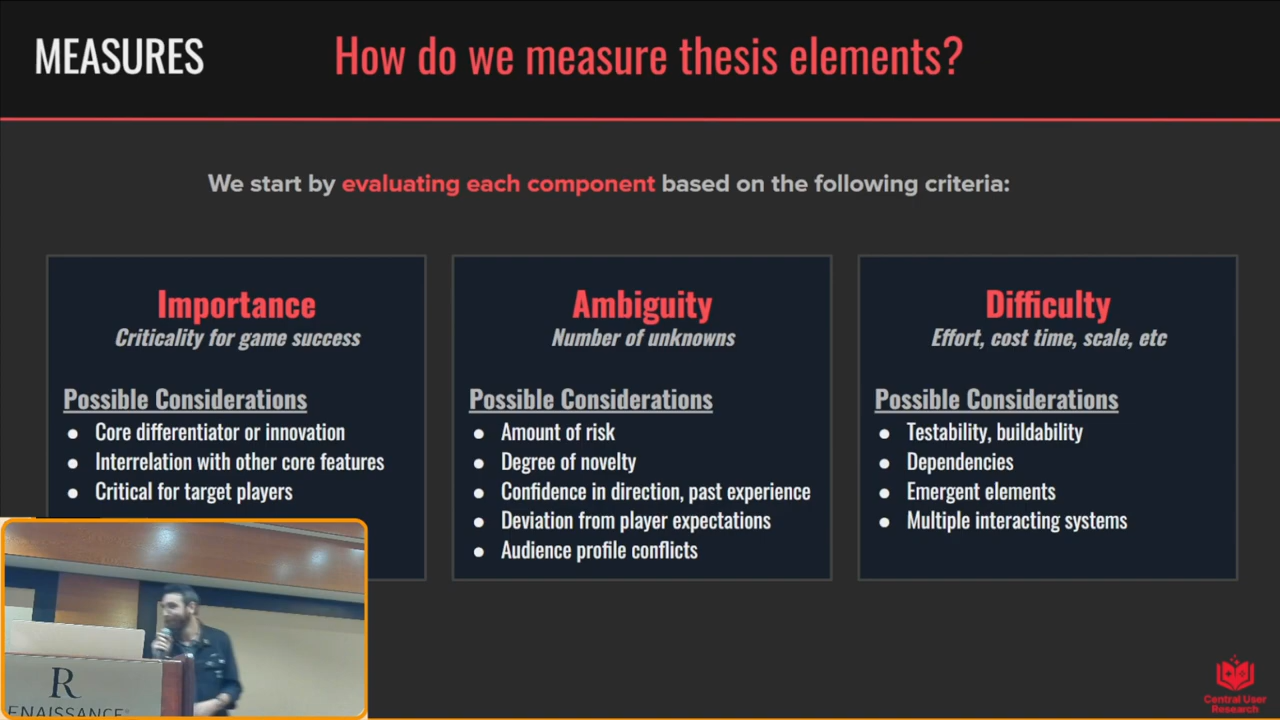 MEASURES
How do we measure thesis elements?
We start by evaluating each component based on the following criteria:
Importance
Criticality for game success
Possible Considerations
● Core differentiator or innovation
● Interrelation with other core features
● Critical for target players
Ambiguity
Number of unknowns
Possible Considerations
● Amount of risk
● Degree of novelty
● Confidence in direction, past experience
● Deviation from player expectations
● Audience profile conflicts
Difficulty
Effort, cost time, scale, etc
Possible Considerations
● Testability, buildability
● Dependencies
● Emergent elements
● Multiple interacting systems
R
ENAISSANCE®
Central User
Research